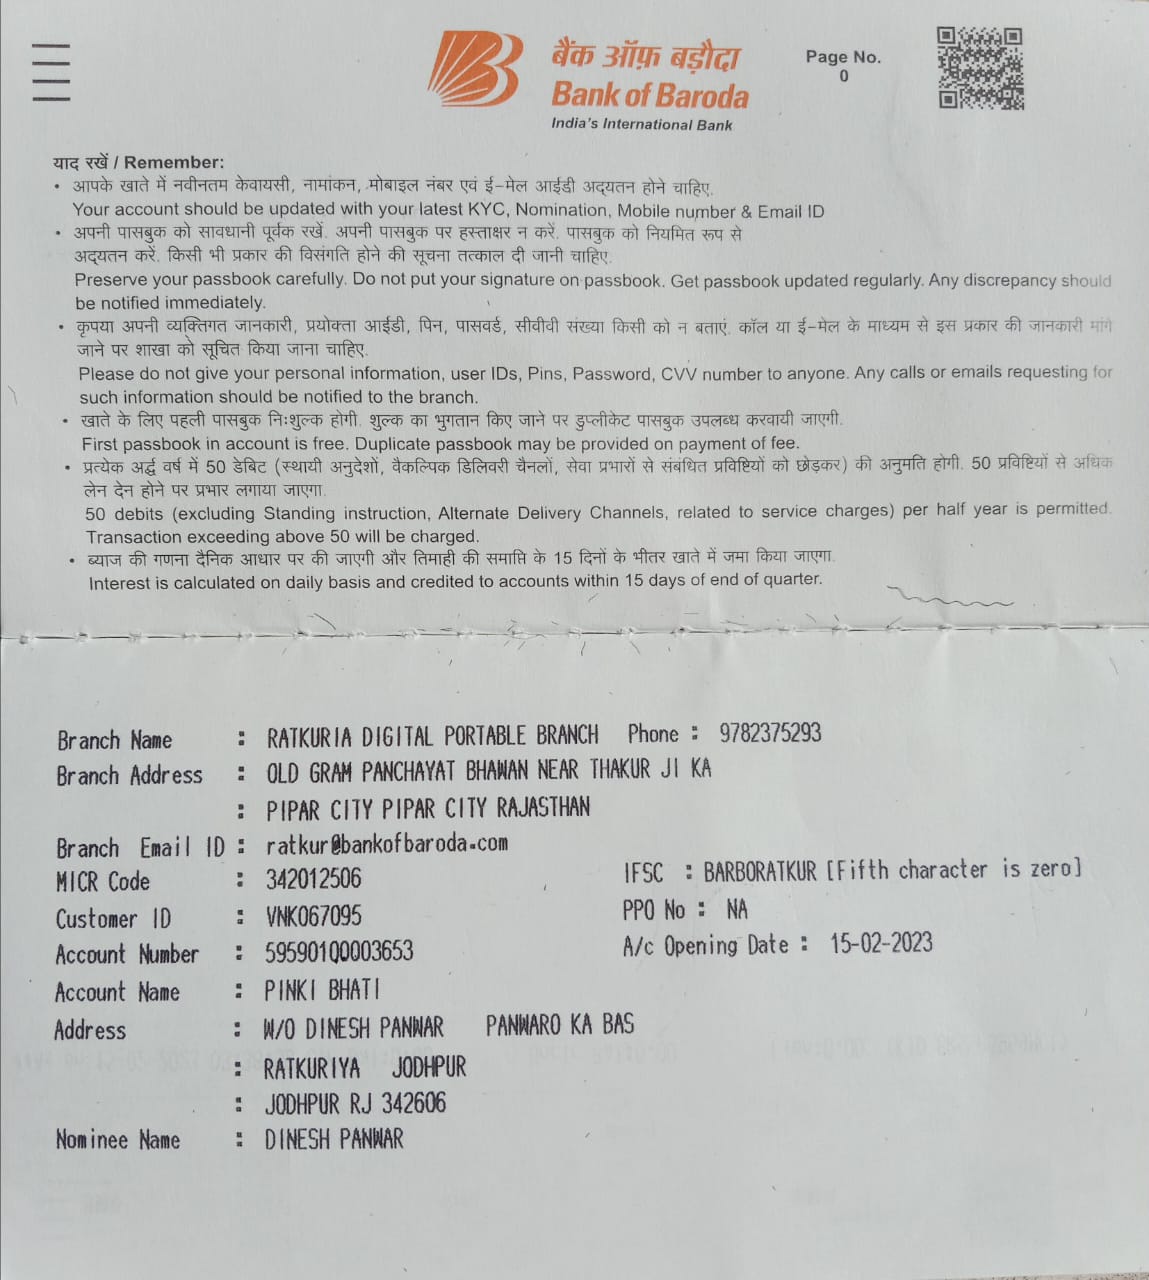 बैंक ऑफ़ बड़ौदा
Bank of Baroda
India's International Bank
Page No.
0
याद रखें / Remember:
• आपके खाते में नवीनतम केवायसी, नामांकन, मोबाइल नंबर एवं ई-मेल आईडी अद्यतन होने चाहिए.
Your account should be updated with your latest KYC, Nomination, Mobile number & Email ID
• अपनी पासबुक को सावधानी पूर्वक रखें. अपनी पासबुक पर हस्ताक्षर न करें. पासबुक को नियमित रूप से
अद्यतन करें. किसी भी प्रकार की विसंगति होने की सूचना तत्काल दी जानी चाहिए.
Preserve your passbook carefully. Do not put your signature on passbook. Get passbook updated regularly. Any discrepancy should
be notified immediately.
• कृपया अपनी व्यक्तिगत जानकारी, प्रयोक्ता आईडी, पिन, पासवर्ड, सीवीवी संख्या किसी को न बताएं. कॉल या ई-मेल के माध्यम से इस प्रकार की जानकारी मांगे
जाने पर शाखा को सूचित किया जाना चाहिए.
Please do not give your personal information, user IDs, Pins, Password, CVV number to anyone. Any calls or emails requesting for
such information should be notified to the branch.
• खाते के लिए पहली पासबुक निःशुल्क होगी. शुल्क का भुगतान किए जाने पर डुप्लीकेट पासबुक उपलब्ध करवायी जाएगी.
First passbook in account is free. Duplicate passbook may be provided on payment of fee.
• प्रत्येक अर्द्ध वर्ष में 50 डेबिट (स्थायी अनुदेशों, वैकल्पिक डिलिवरी चैनलों, सेवा प्रभारों से संबंधित प्रविष्टियों को छोड़कर) की अनुमति होगी. 50 प्रविष्टियों से अधिक
लेन देन होने पर प्रभार लगाया जाएगा.
50 debits (excluding Standing instruction, Alternate Delivery Channels, related to service charges) per half year is permitted.
Transaction exceeding above 50 will be charged.
• ब्याज की गणना दैनिक आधार पर की जाएगी और तिमाही की समाप्ति के 15 दिनों के भीतर खाते में जमा किया जाएगा.
Interest is calculated on daily basis and credited to accounts within 15 days of end of quarter.
Branch Name : RATKURIA DIGITAL PORTABLE BRANCH Phone : 9782375293
Branch Address : OLD GRAM PANCHAYAT BHAWAN NEAR THAKUR JI KA
: PIPAR CITY PIPAR CITY RAJASTHAN
Branch Email ID : ratkur@bankofbaroda.com
MICR Code : 342012506 IFSC : BARB0RATKUR [Fifth character is zero]
Customer ID : VNK067095 PPO No : NA
Account Number : 59590100003653 A/c Opening Date : 15-02-2023
Account Name : PINKI BHATI
Address : W/O DINESH PANWAR PANWARO KA BAS
: RATKURIYA JODHPUR
: JODHPUR RJ 342606
Nominee Name : DINESH PANWAR